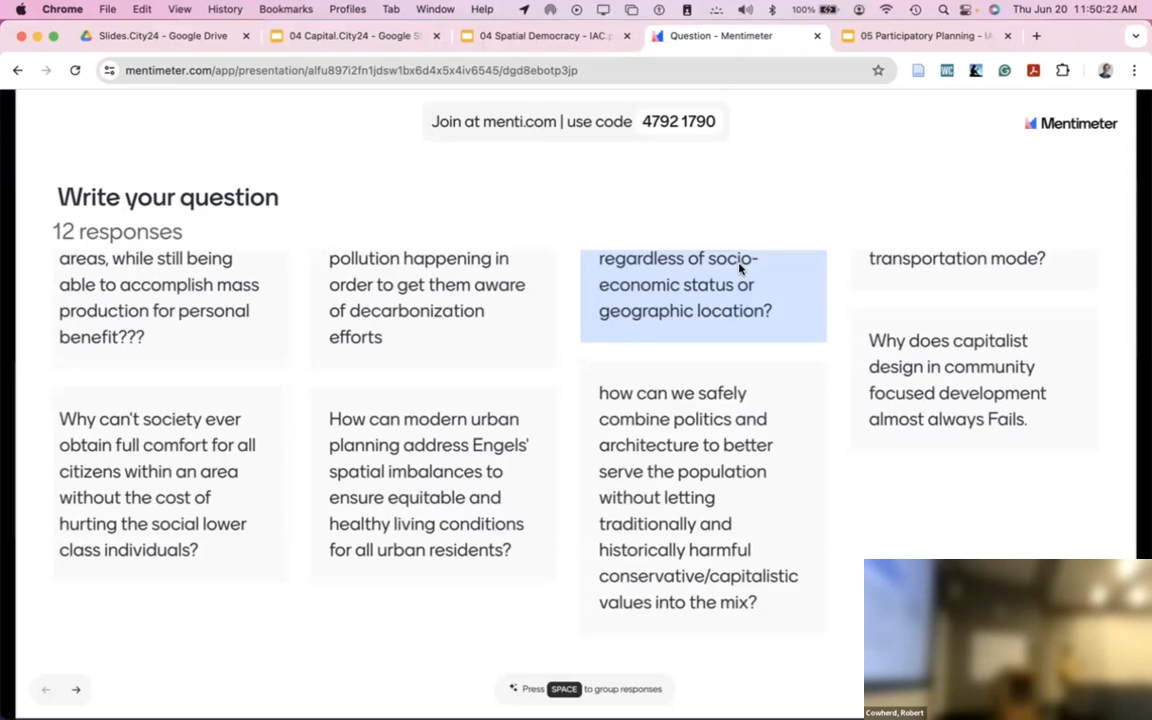 Chrome File Edit View History Bookmarks Profiles Tab Window Help 100% Thu Jun 20 11:50:22 AM
Slides.City24 - Google Drive
04 Capital.City24 - Google S
04 Spatial Democracy - IAC.p
Question - Mentimeter
05 Participatory Planning - IA
mentimeter.com/app/presentation/alfu897i2fn1jdsw1bx6d4x5x4iv6545/dgd8ebotp3jp
Join at menti.com | use code 4792 1790
Mentimeter
Write your question
12 responses
areas, while still being
able to accomplish mass
production for personal
benefit???
Why can't society ever
obtain full comfort for all
citizens within an area
without the cost of
hurting the social lower
class individuals?
pollution happening in
order to get them aware
of decarbonization
efforts
How can modern urban
planning address Engels'
spatial imbalances to
ensure equitable and
healthy living conditions
for all urban residents?
regardless of socio-
economic status or
geographic location?
how can we safely
combine politics and
architecture to better
serve the population
without letting
traditionally and
historically harmful
conservative/capitalistic
values into the mix?
transportation mode?
Why does capitalist
design in community
focused development
almost always Fails.
Press SPACE to group responses
Cowherd, Robert